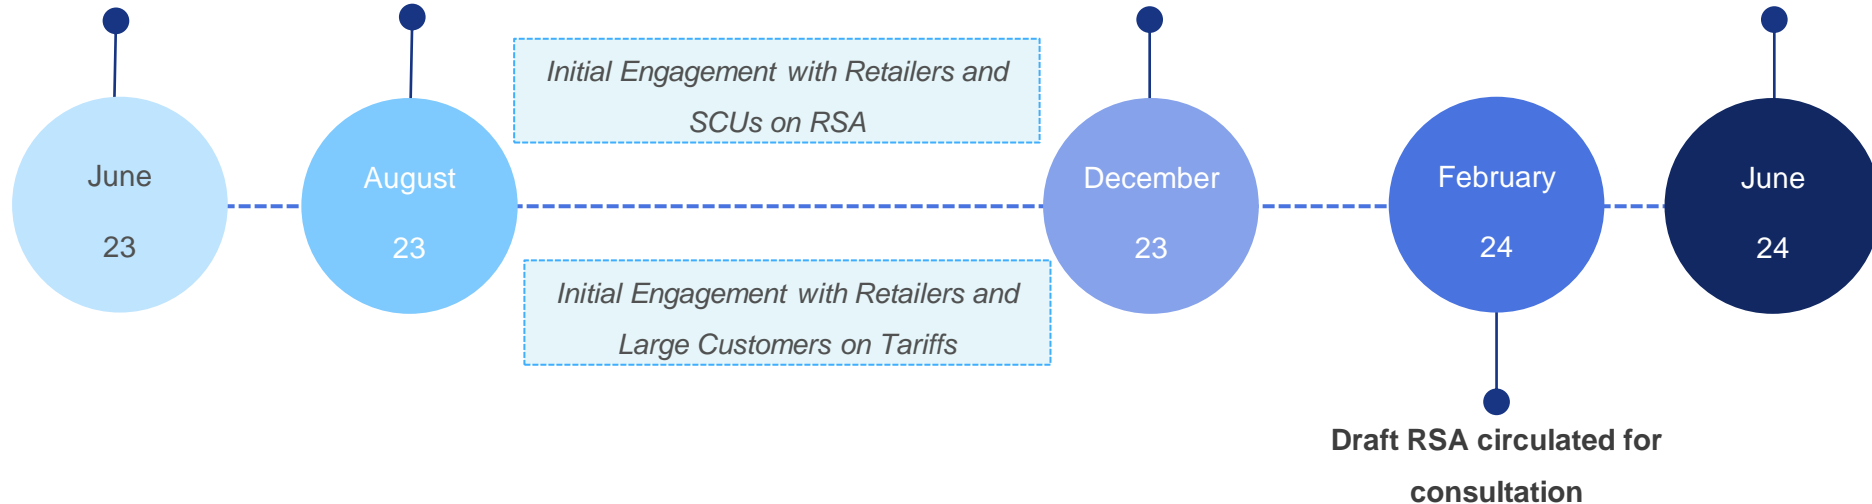 June
23
August
23
Initial Engagement with Retailers and
SCUs on RSA
Initial Engagement with Retailers and
Large Customers on Tariffs
December
23
February
24
Draft RSA circulated for
consultation
June
24